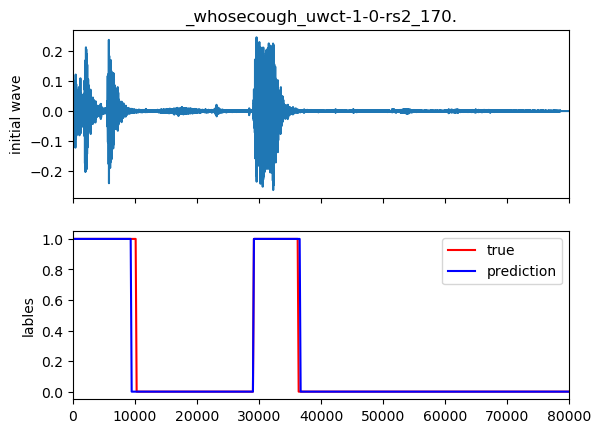 _whosecough_uwct-1-0-rs2_170.
initial wave
0.2
0.1
0.0
−0.1
−0.2
lables
1.0
0.8
0.6
0.4
0.2
0.0
true
prediction
0 10000 20000 30000 40000 50000 60000 70000 80000